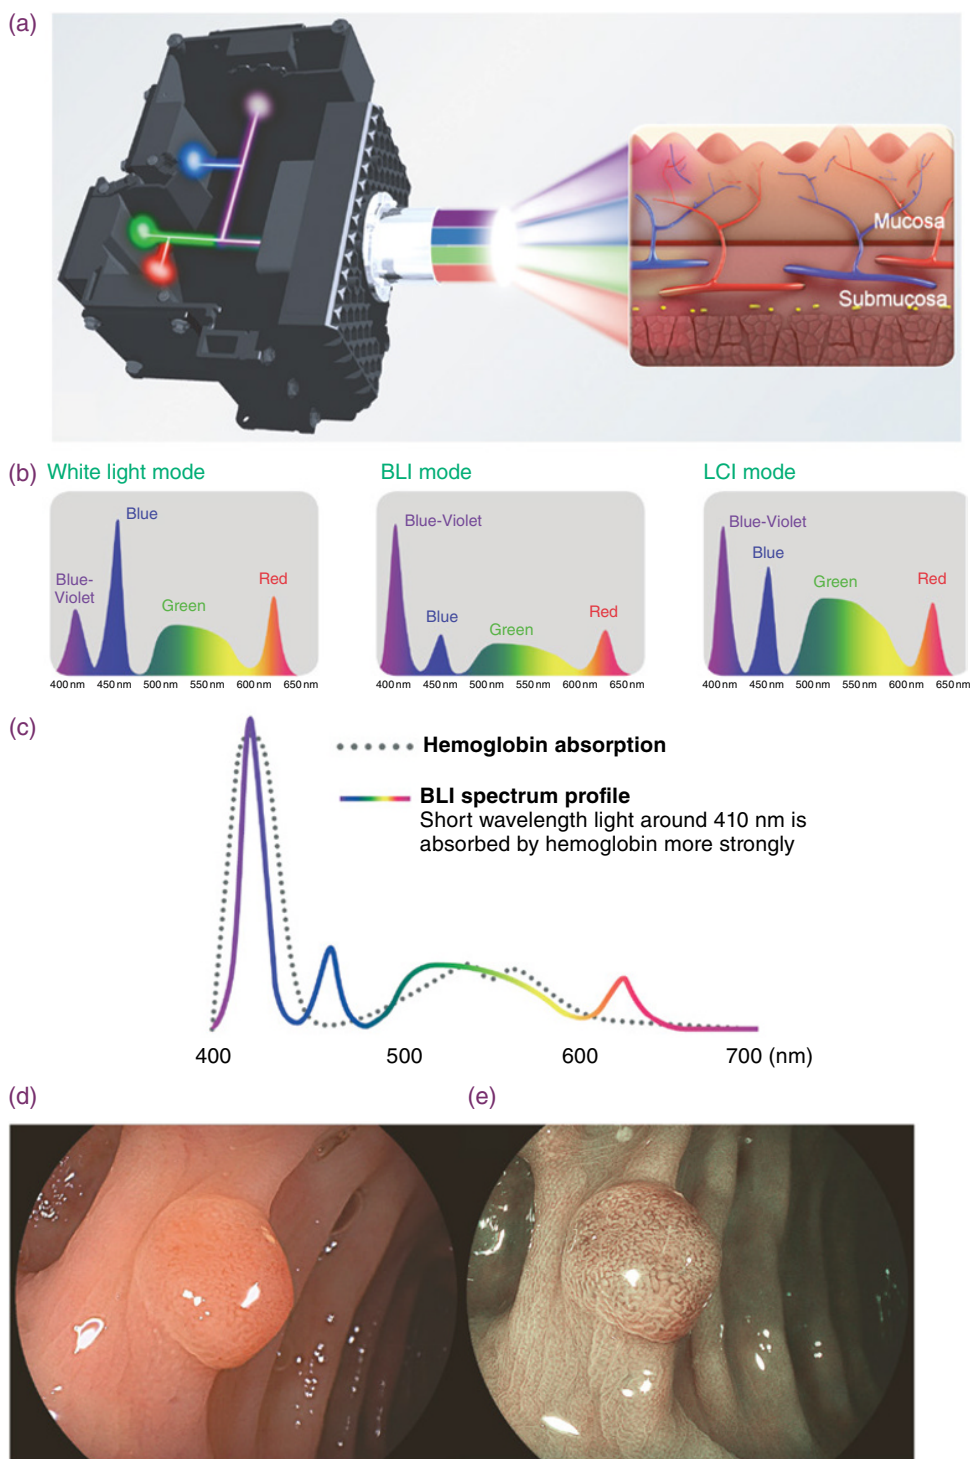 (a)
Mucosa
Submucosa
(b)
White light mode
BLI mode
LCI mode
Blue
Blue-
Violet
Green
Red
400 nm 450 nm 500 nm 550 nm 600 nm 650 nm
Blue-Violet
Blue
Green
Red
400 nm 450 nm 500 nm 550 nm 600 nm 650 nm
Blue-Violet
Blue
Green
Red
400 nm 450 nm 500 nm 550 nm 600 nm 650 nm
(c)
Hemoglobin absorption
BLI spectrum profile
Short wavelength light around 410 nm is
absorbed by hemoglobin more strongly
400 500 600 700 (nm)
(d)
(e)